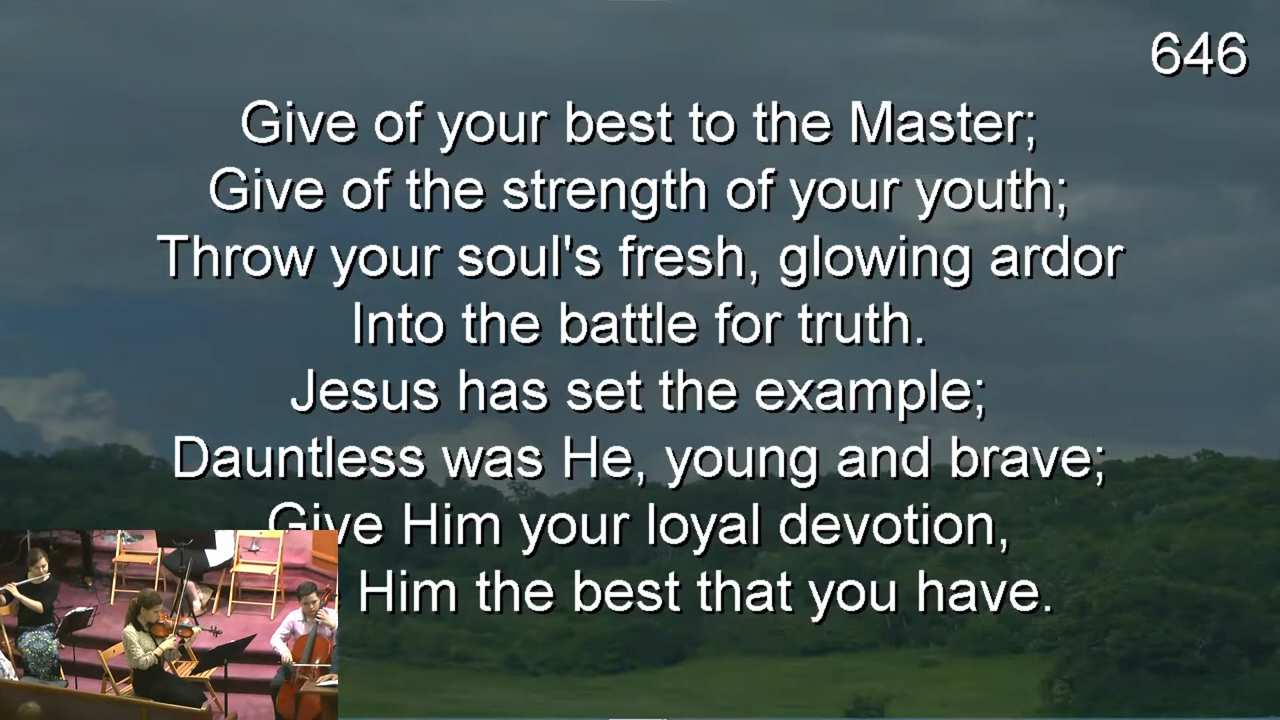 646
Give of your best to the Master;
Give of the strength of your youth;
Throw your soul's fresh, glowing ardor
Into the battle for truth.
Jesus has set the example;
Dauntless was He, young and brave;
Give Him your loyal devotion,
Him the best that you have.